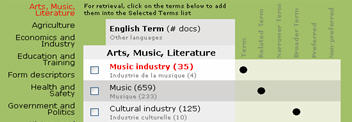 Arts, Music,
Literature
Agriculture
Economics and
Industry
Education and
Training
Form descriptors
Health and
Safety
Government and
Politics
For retrieval, click on the terms below to add
them into the Selected Terms list
English Term (# docs)
Other languages
Term
Related Term
Narrower Term
Broader Term
Preferred
Non-preferred
Arts, Music, Literature
Music industry (35)
Industrie de la musique (4)
Music (659)
Musique (233)
Cultural industry (125)
Industrie culturelle (10)